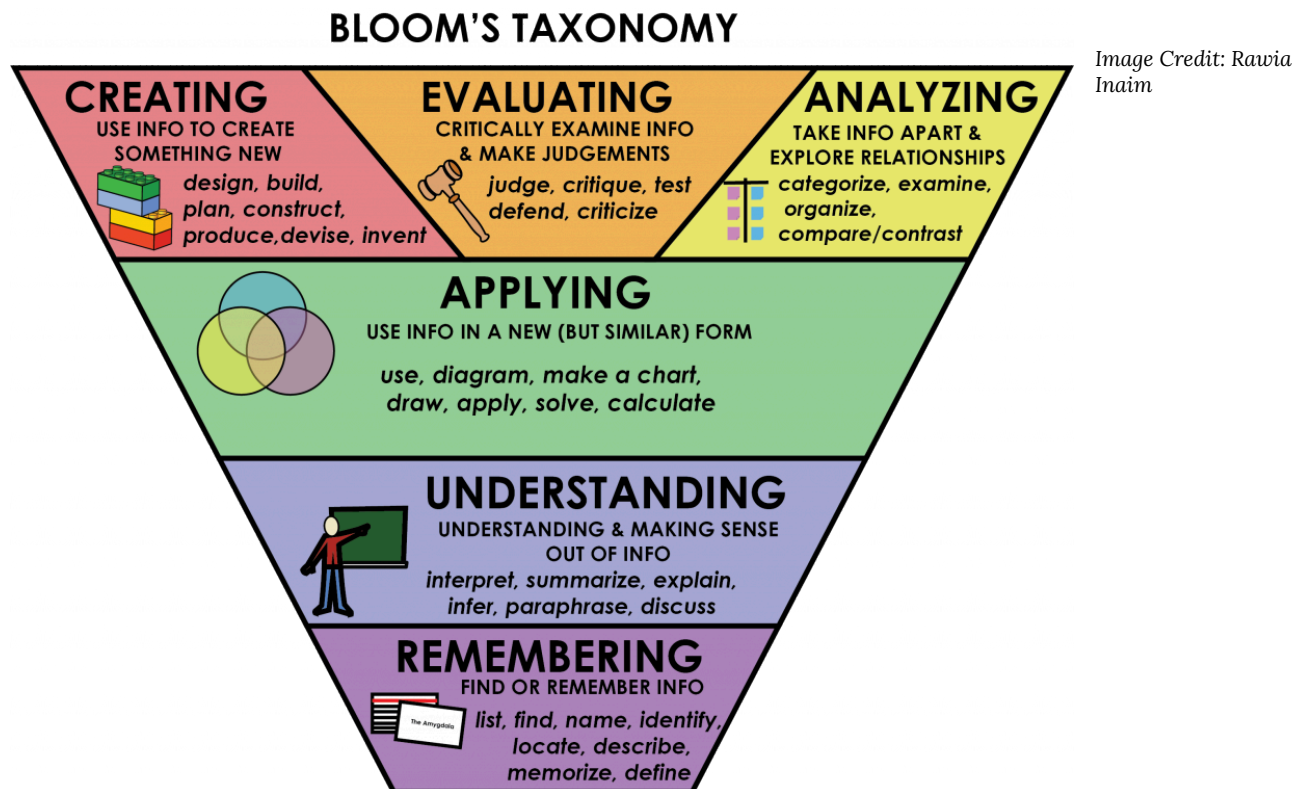 BLOOM'S TAXONOMY
Image Credit: Rawia
Inaim
CREATING
USE INFO TO CREATE
SOMETHING NEW
design, build,
plan, construct,
produce,devise, invent
EVALUATING
CRITICALLY EXAMINE INFO
& MAKE JUDGEMENTS
judge, critique, test
defend, criticize
ANALYZING
TAKE INFO APART &
EXPLORE RELATIONSHIPS
categorize, examine,
organize,
compare/contrast
APPLYING
USE INFO IN A NEW (BUT SIMILAR) FORM
use, diagram, make a chart,
draw, apply, solve, calculate
UNDERSTANDING
UNDERSTANDING & MAKING SENSE
OUT OF INFO
interpret, summarize, explain,
infer, paraphrase, discuss
REMEMBERING
FIND OR REMEMBER INFO
The Amygdala
list, find, name, identify,
locate, describe,
memorize, define